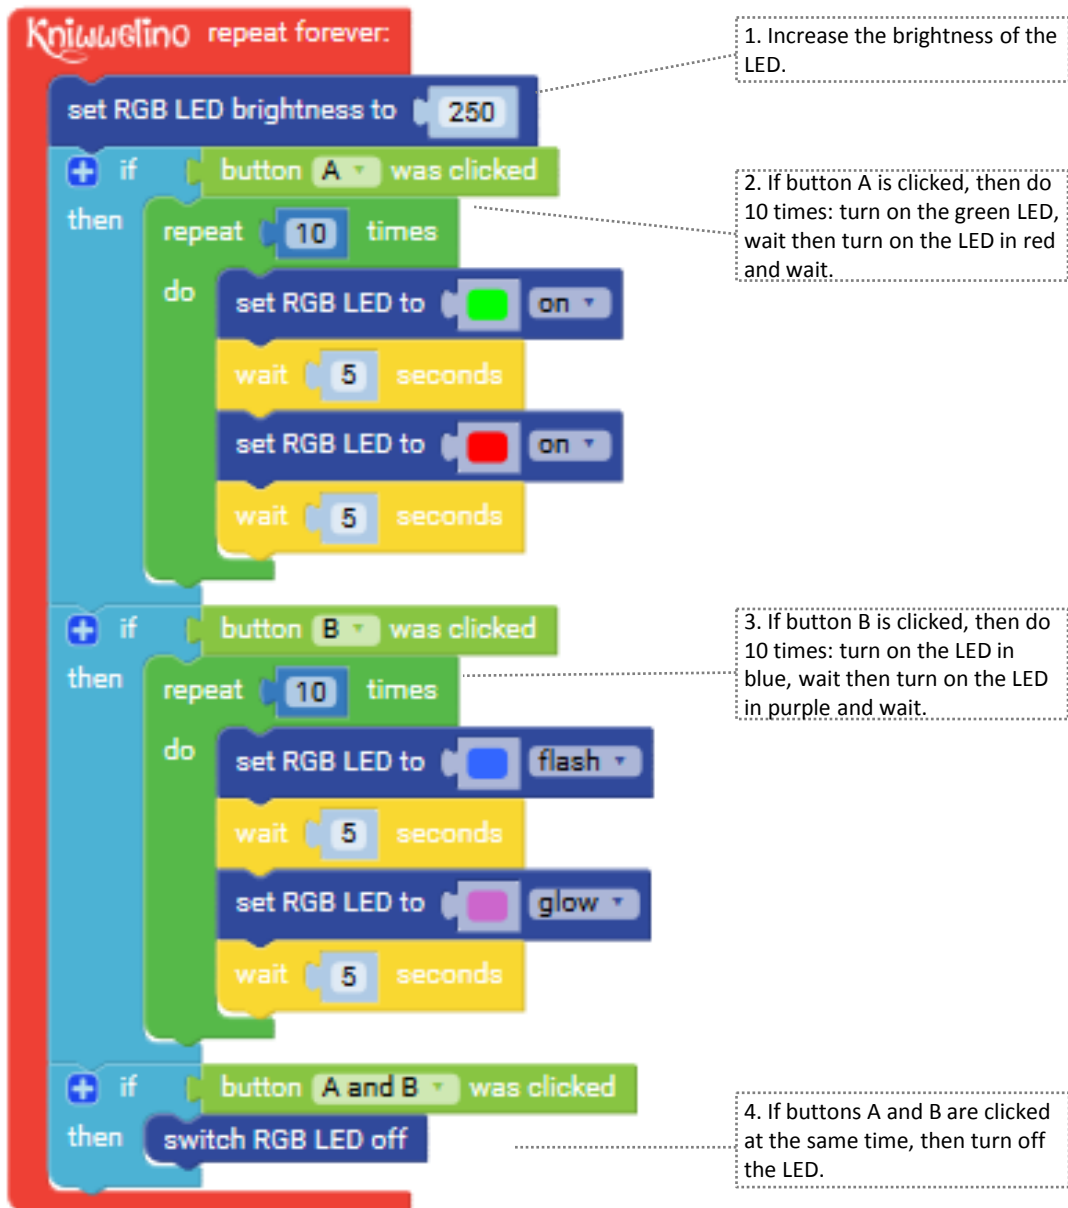 Kniwwelino repeat forever:
1. Increase the brightness of the
LED.
set RGB LED brightness to 250
if button A was clicked
2. If button A is clicked, then do
10 times: turn on the green LED,
wait then turn on the LED in red
and wait.
then repeat 10 times
do set RGB LED to on
wait 5 seconds
set RGB LED to on
wait 5 seconds
if button B was clicked
3. If button B is clicked, then do
10 times: turn on the LED in
blue, wait then turn on the LED
in purple and wait.
then repeat 10 times
do set RGB LED to flash
wait 5 seconds
set RGB LED to glow
wait 5 seconds
if button A and B was clicked
4. If buttons A and B are clicked
at the same time, then turn off
the LED.
then switch RGB LED off